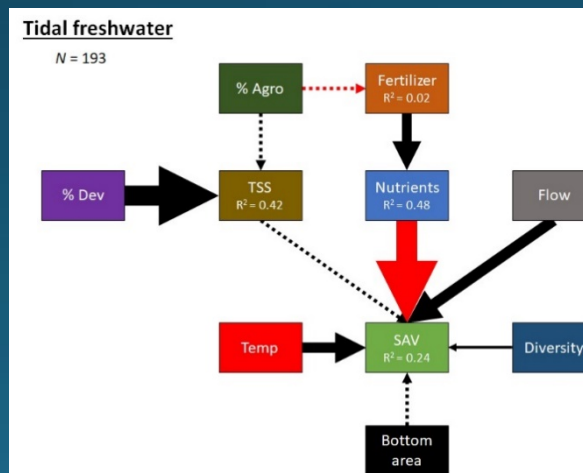 Tidal freshwater
N = 193
% Agro
Fertilizer
R² = 0.02
% Dev
TSS
R² = 0.42
Nutrients
R² = 0.48
Flow
Temp
SAV
R² = 0.24
Diversity
Bottom
area